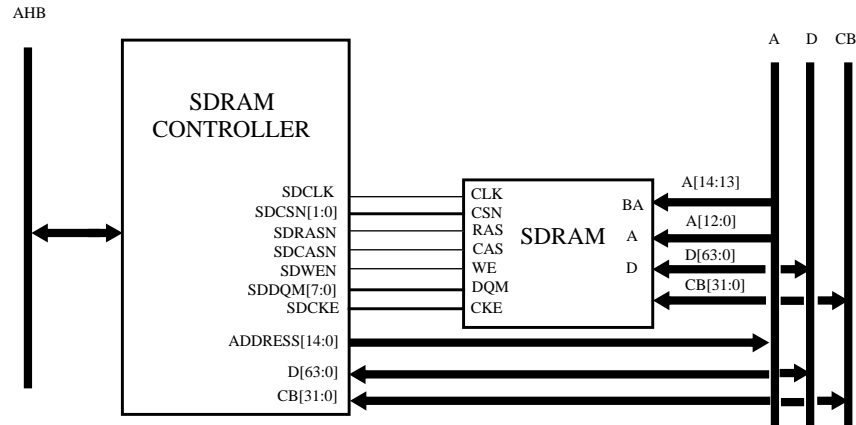 AHB
A D CB
SDRAM
CONTROLLER
SDCLK
SDCSN[1:0]
SDRASN
SDCASN
SDWEN
SDDQM[7:0]
SDCKE
ADDRESS[14:0]
D[63:0]
CB[31:0]
CLK
CSN
RAS
CAS
WE
DQM
CKE
SDRAM
BA
A
D
A[14:13]
A[12:0]
D[63:0]
CB[31:0]